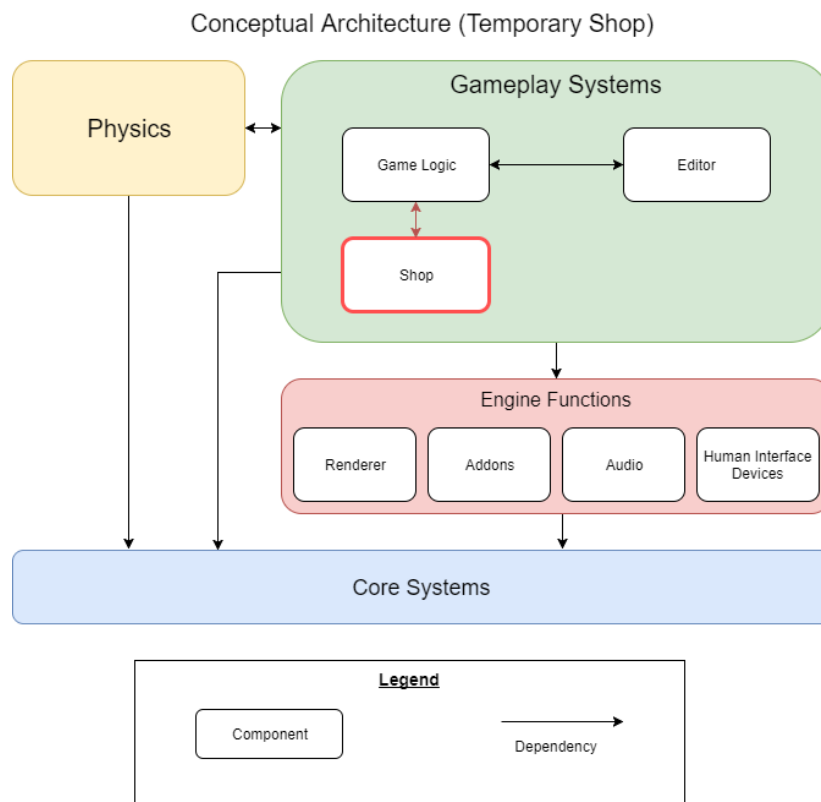 Conceptual Architecture (Temporary Shop)
Physics
Gameplay Systems
Game Logic
Editor
Shop
Engine Functions
Renderer
Addons
Audio
Human Interface
Devices
Core Systems
Legend
Component
Dependency